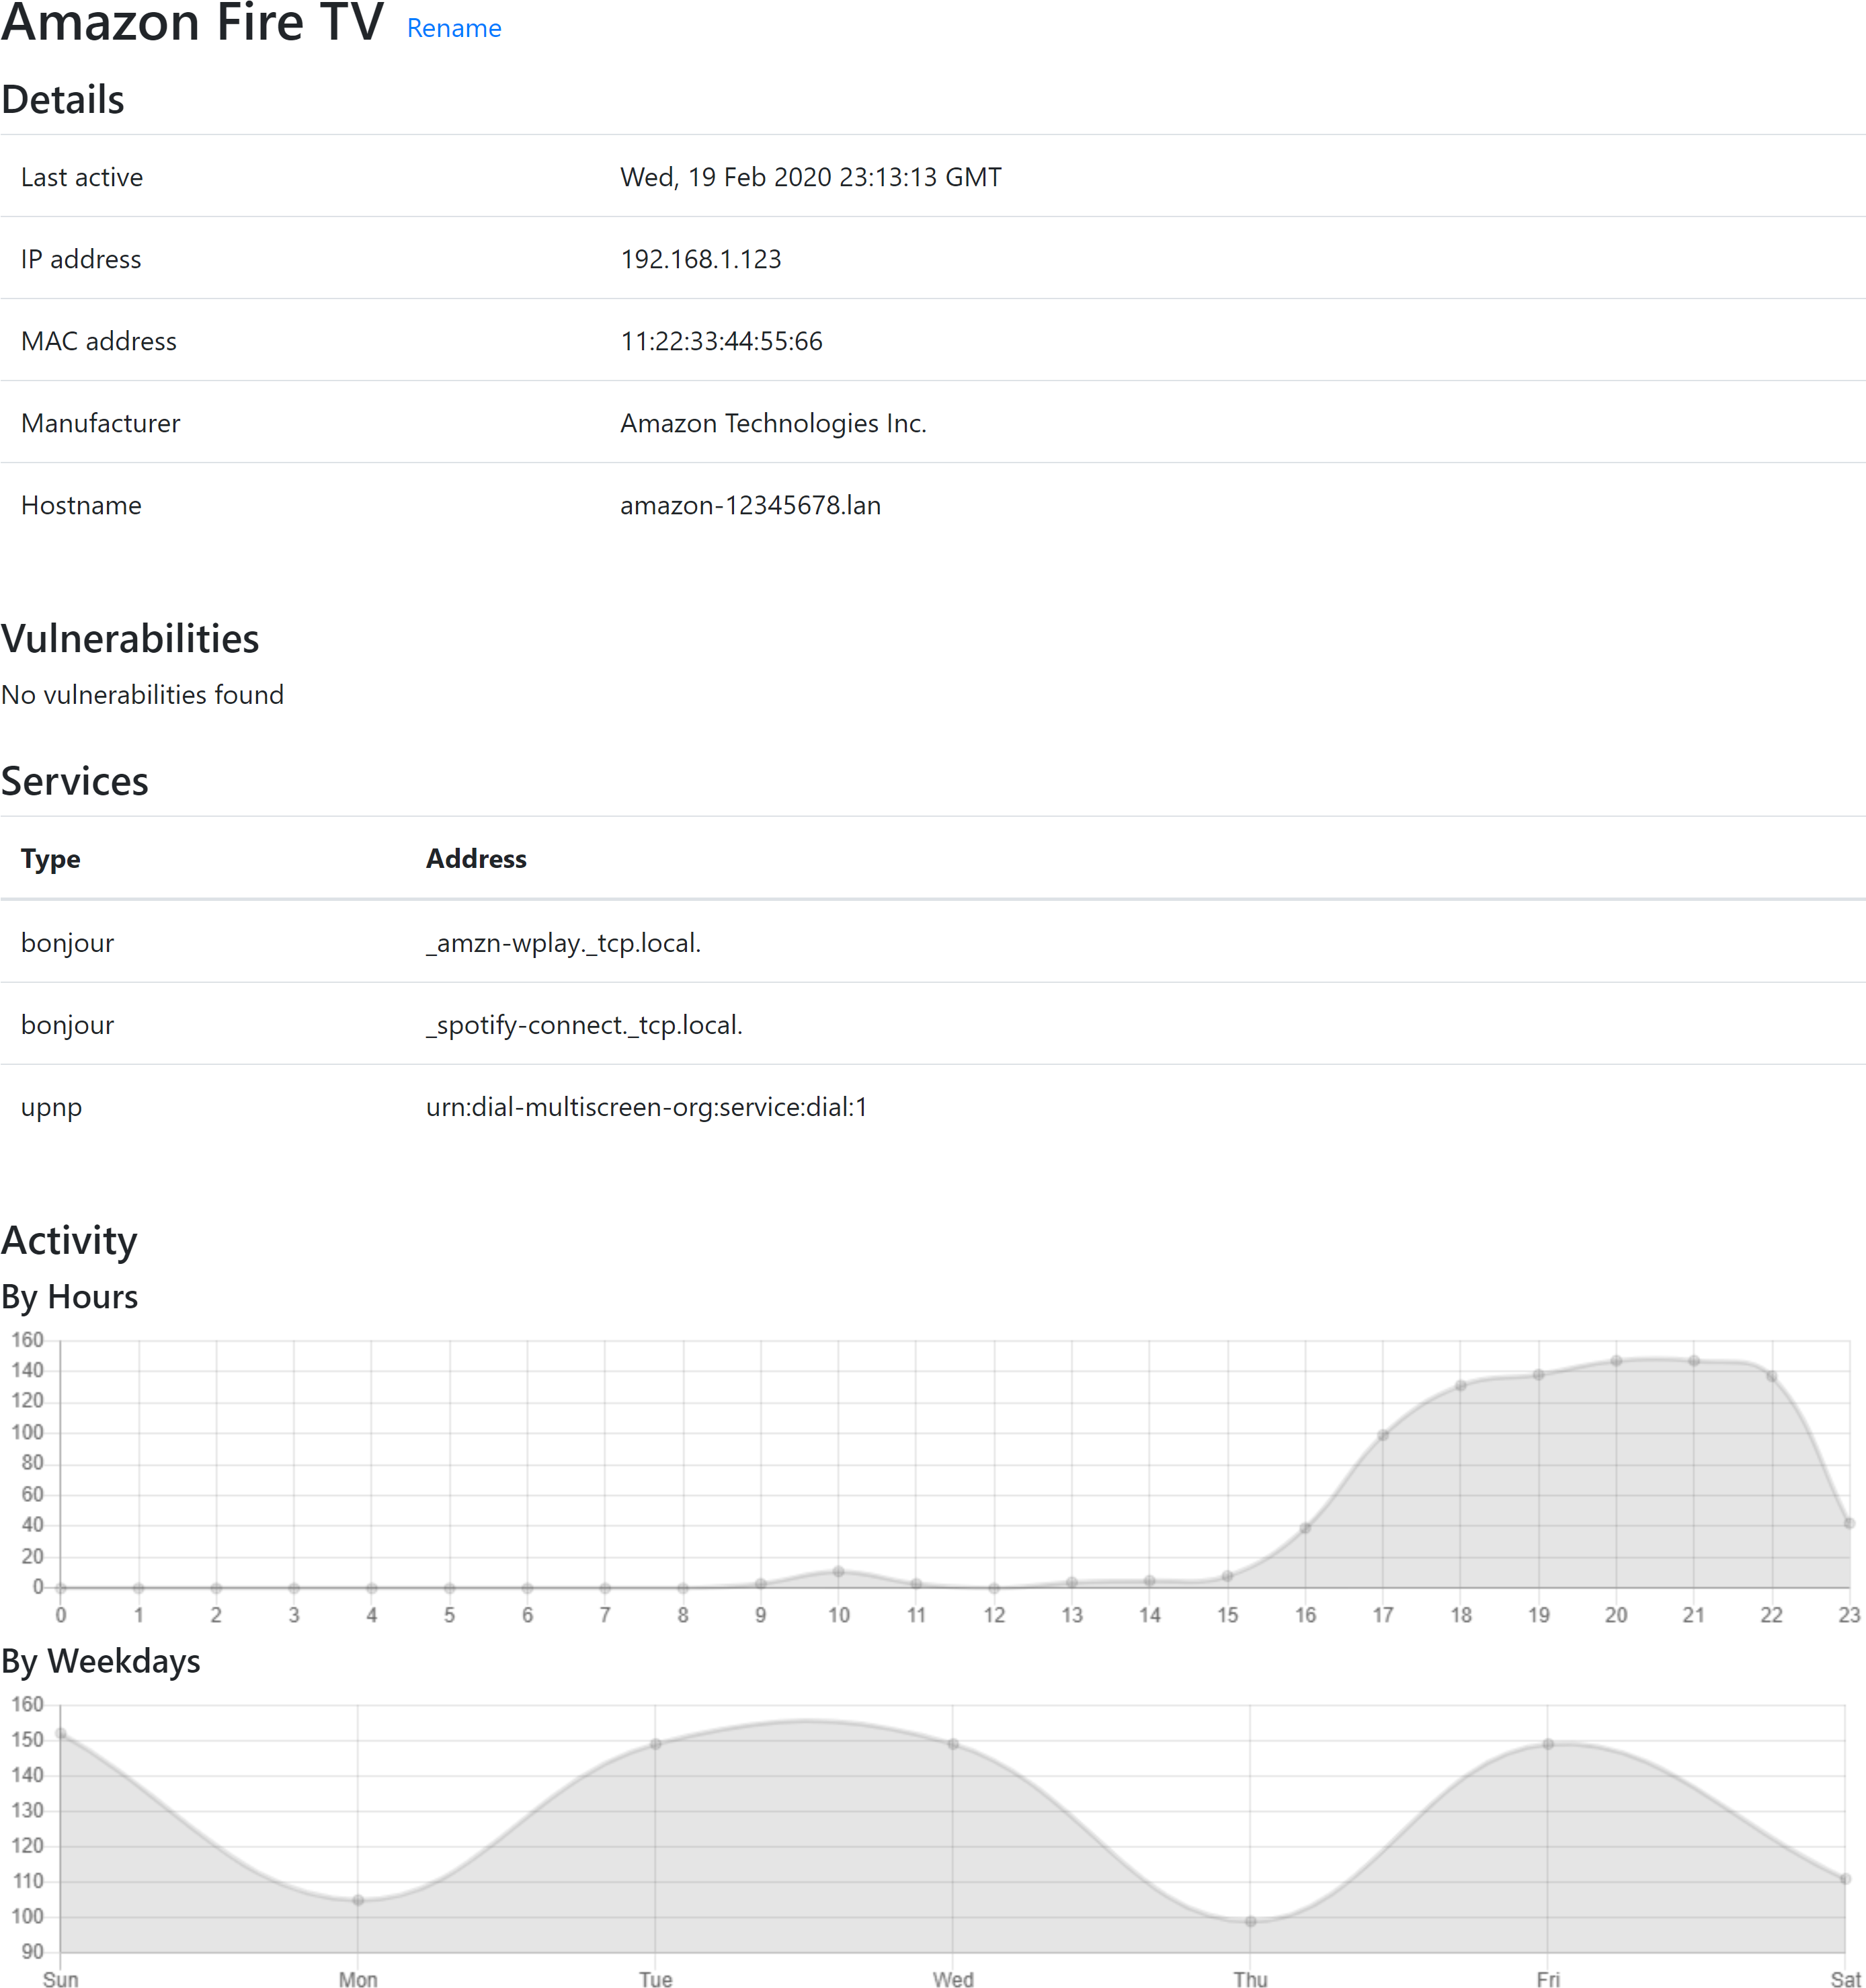 Amazon Fire TV Rename
Details
Last active Wed, 19 Feb 2020 23:13:13 GMT
IP address 192.168.1.123
MAC address 11:22:33:44:55:66
Manufacturer Amazon Technologies Inc.
Hostname amazon-12345678.lan
Vulnerabilities
No vulnerabilities found
Services
Type Address
bonjour _amzn-wplay._tcp.local.
bonjour _spotify-connect._tcp.local.
upnp urn:dial-multiscreen-org:service:dial:1
Activity
By Hours
160
140
120
100
80
60
40
20
0
0 1 2 3 4 5 6 7 8 9 10 11 12 13 14 15 16 17 18 19 20 21 22 23
By Weekdays
160
150
140
130
120
110
100
90
Sun Mon Tue Wed Thu Fri Sat